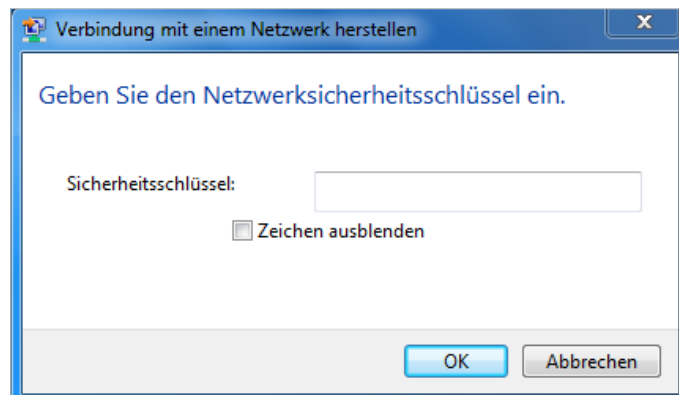 Verbindung mit einem Netzwerk herstellen
Geben Sie den Netzwerksicherheitsschlüssel ein.
Sicherheitsschlüssel:
Zeichen ausblenden
OK Abbrechen